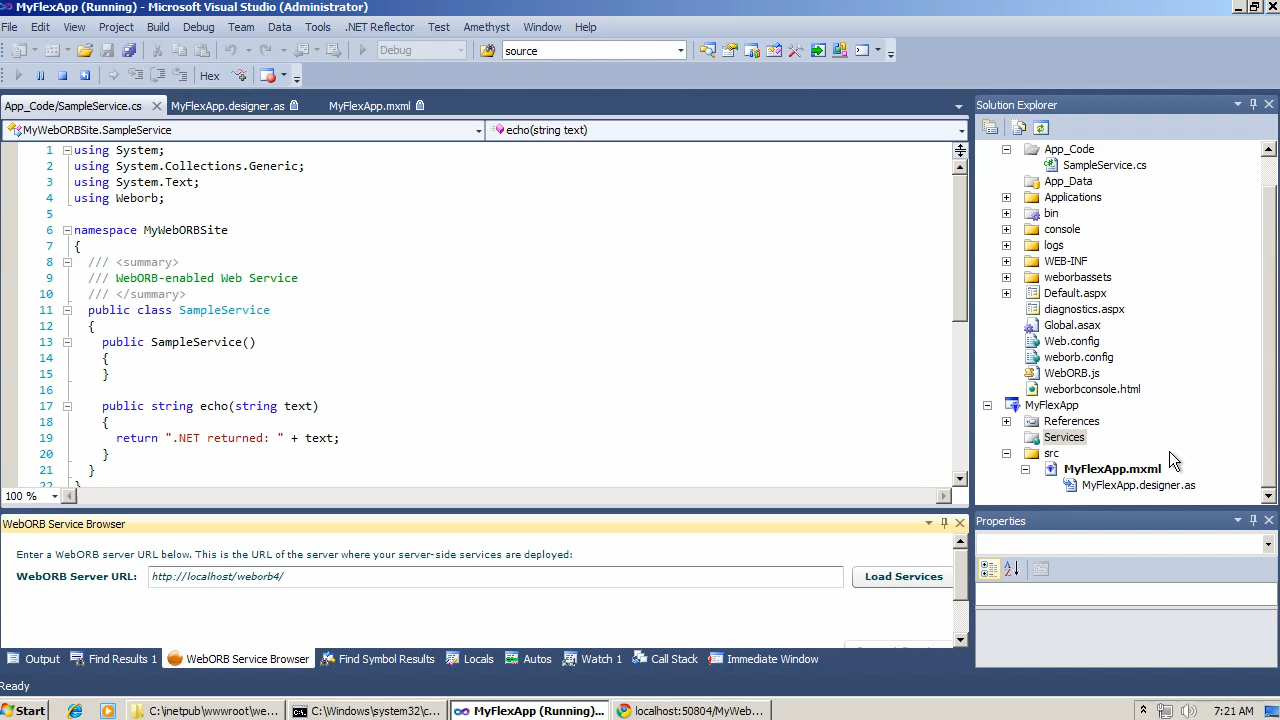 MyFlexApp (Running) - Microsoft Visual Studio (Administrator)
File Edit View Project Build Debug Team Data Tools .NET Reflector Test Amethyst Window Help
Debug source
Hex
App_Code/SampleService.cs MyFlexApp.designer.as MyFlexApp.mxml
MyWebORBSite.SampleService echo(string text)
1 using System;
2 using System.Collections.Generic;
3 using System.Text;
4 using Weborb;
5
6 namespace MyWebORBSite
7 {
8 /// <summary>
9 /// WebORB-enabled Web Service
10 /// </summary>
11 public class SampleService
12 {
13 public SampleService()
14 {
15 }
16
17 public string echo(string text)
18 {
19 return ".NET returned: " + text;
20 }
21 }
22 }
100 %
Solution Explorer
App_Code
SampleService.cs
App_Data
Applications
bin
console
logs
WEB-INF
weborbassets
Default.aspx
diagnostics.aspx
Global.asax
Web.config
weborb.config
WebORB.js
weborbconsole.html
MyFlexApp
References
Services
src
MyFlexApp.mxml
MyFlexApp.designer.as
WebORB Service Browser
Enter a WebORB server URL below. This is the URL of the server where your server-side services are deployed:
WebORB Server URL: http://localhost/weborb4/ Load Services
Properties
Output Find Results 1 WebORB Service Browser Find Symbol Results Locals Autos Watch 1 Call Stack Immediate Window
Ready
Start C:\inetpub\wwwroot\we... C:\Windows\system32\c... MyFlexApp (Running)... localhost:50804/MyWeb... 7:21 AM